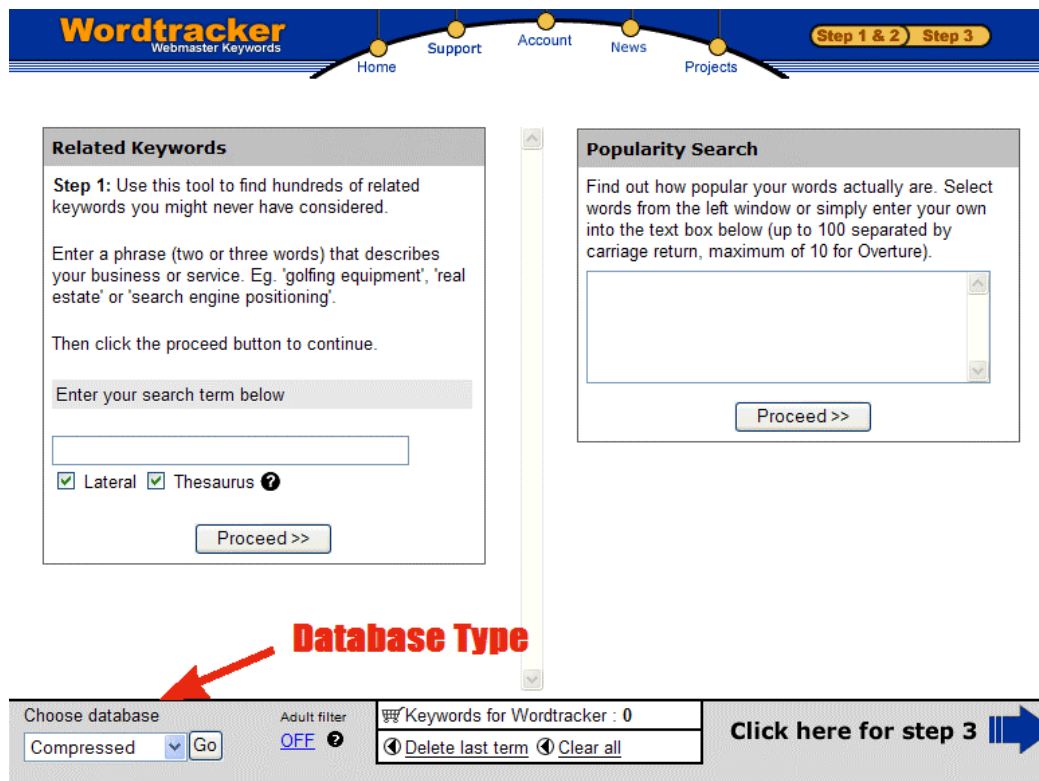 Wordtracker
Webmaster Keywords
Home
Support
Account
News
Projects
Step 1 & 2) Step 3
Related Keywords
Step 1: Use this tool to find hundreds of related
keywords you might never have considered.
Enter a phrase (two or three words) that describes
your business or service. Eg. 'golfing equipment', 'real
estate' or 'search engine positioning'.
Then click the proceed button to continue.
Enter your search term below
Lateral Thesaurus ?
Proceed >>
Popularity Search
Find out how popular your words actually are. Select
words from the left window or simply enter your own
into the text box below (up to 100 separated by
carriage return, maximum of 10 for Overture).
Proceed >>
Database Type
Choose database
Compressed Go
Adult filter
OFF ?
Keywords for Wordtracker : 0
Delete last term Clear all
Click here for step 3